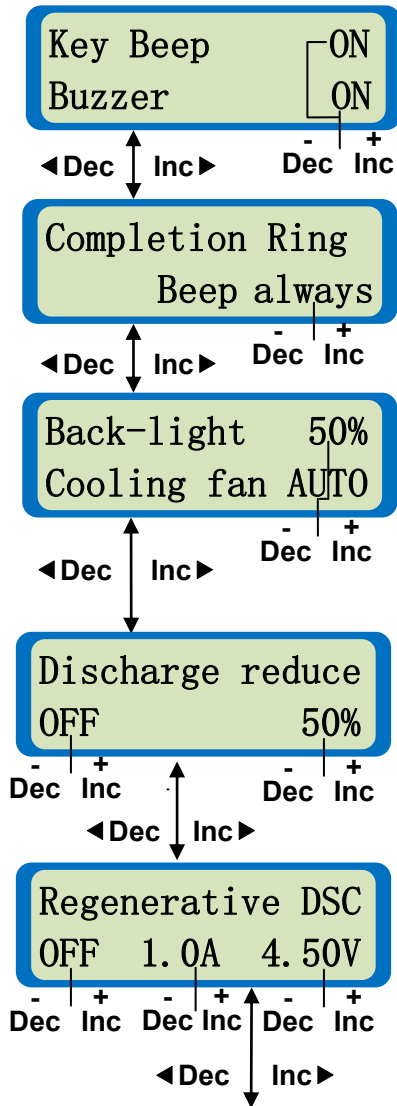 Key Beep ON
Buzzer ON
- +
Dec Inc
◄Dec Inc►
Completion Ring
Beep always
- +
Dec Inc
◄Dec Inc►
Back-light 50%
Cooling fan AUTO
- +
Dec Inc
◄Dec Inc►
Discharge reduce
OFF 50%
- + - +
Dec Inc Dec Inc
◄Dec Inc►
Regenerative DSC
OFF 1.0A 4.50V
- + - + - +
Dec Inc Dec Inc Dec Inc
◄Dec Inc►